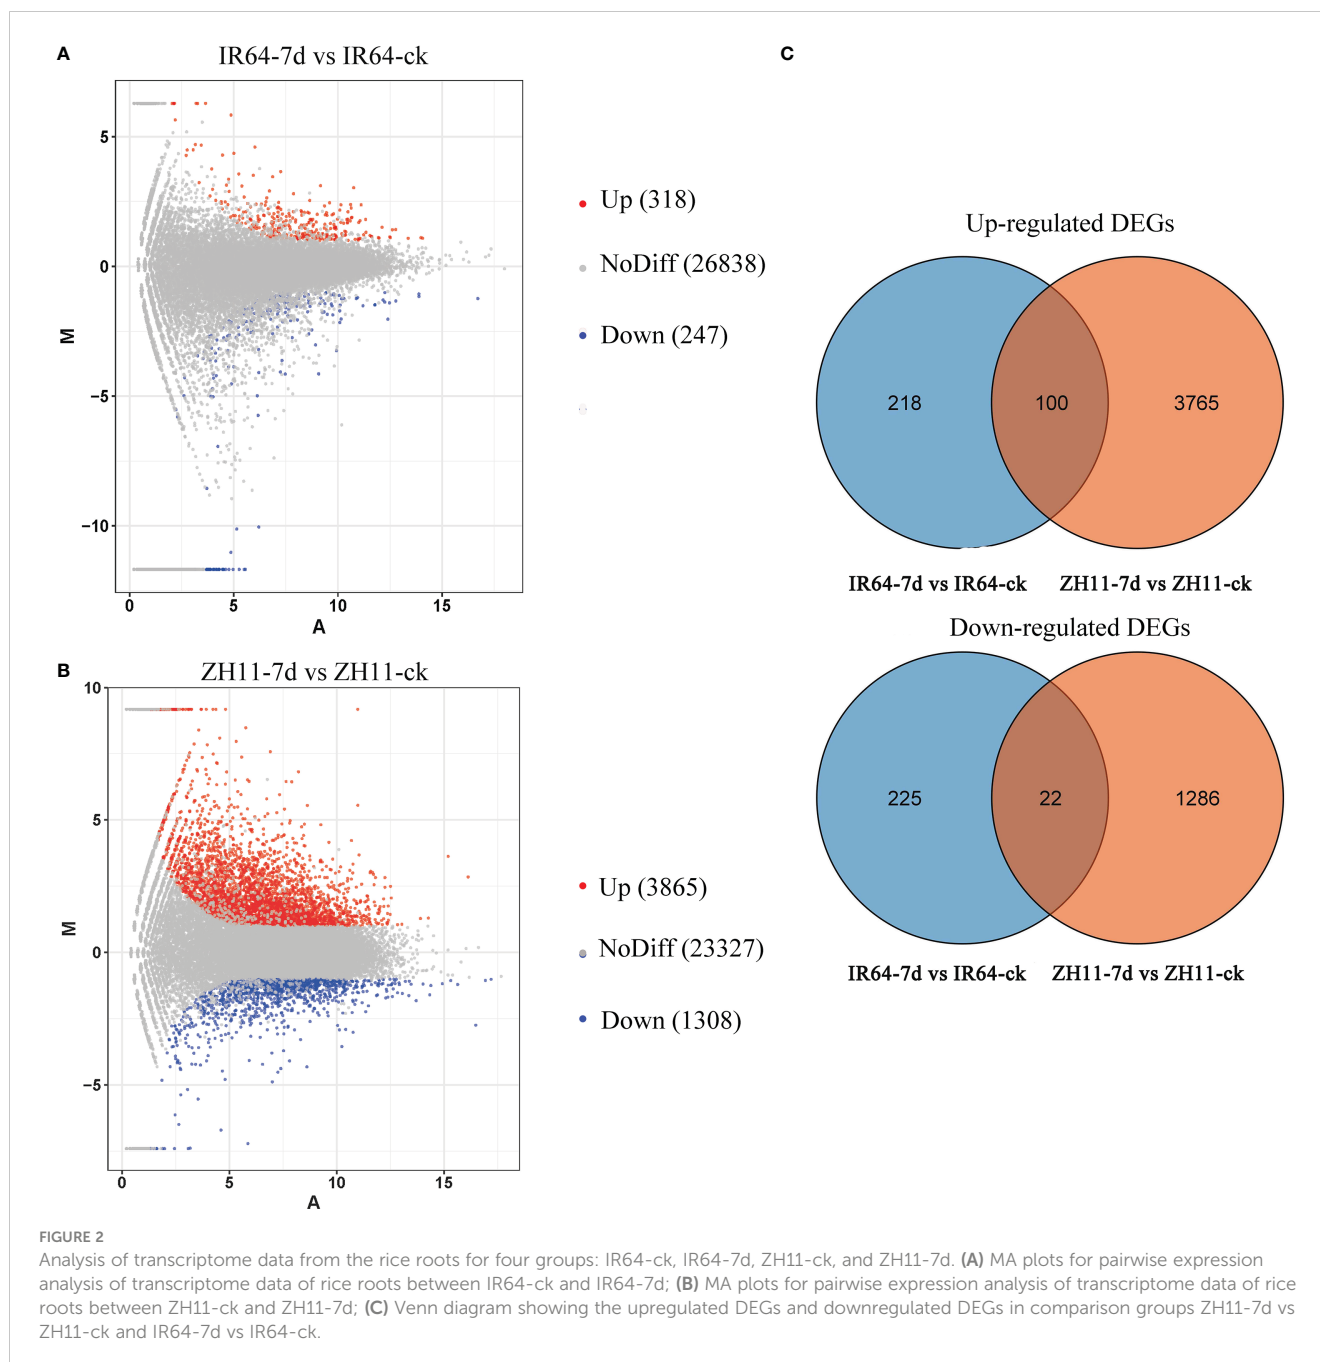 A
IR64-7d vs IR64-ck
5
0
−5
−10
M
0
5
10
15
A
Up (318)
NoDiff (26838)
Down (247)
B
ZH11-7d vs ZH11-ck
10
5
0
−5
M
0
5
10
15
A
Up (3865)
NoDiff (23327)
Down (1308)
C
Up-regulated DEGs
218
100
3765
IR64-7d vs IR64-ck
ZH11-7d vs ZH11-ck
Down-regulated DEGs
225
22
1286
IR64-7d vs IR64-ck
ZH11-7d vs ZH11-ck
FIGURE 2
Analysis of transcriptome data from the rice roots for four groups: IR64-ck, IR64-7d, ZH11-ck, and ZH11-7d. (A) MA plots for pairwise expression
analysis of transcriptome data of rice roots between IR64-ck and IR64-7d; (B) MA plots for pairwise expression analysis of transcriptome data of rice
roots between ZH11-ck and ZH11-7d; (C) Venn diagram showing the upregulated DEGs and downregulated DEGs in comparison groups ZH11-7d vs
ZH11-ck and IR64-7d vs IR64-ck.